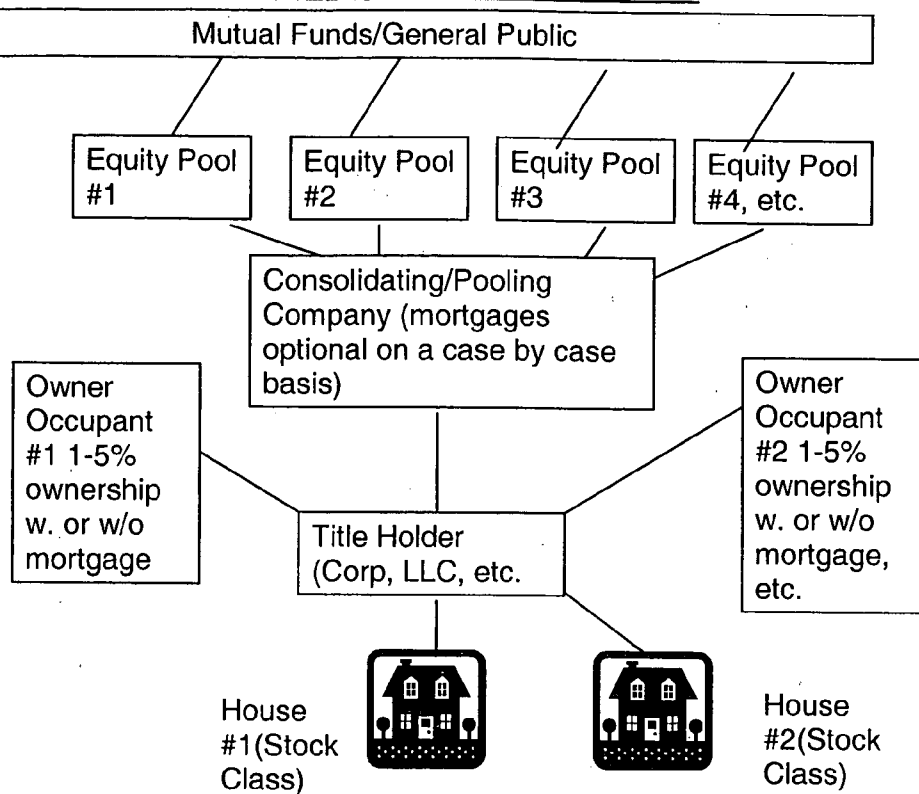 Mutual Funds/General Public
Equity Pool
#1
Equity Pool
#2
Equity Pool
#3
Equity Pool
#4, etc.
Consolidating/Pooling
Company (mortgages
optional on a case by case
basis)
Owner
Occupant
#1 1-5%
ownership
w. or w/o
mortgage
Owner
Occupant
#2 1-5%
ownership
w. or w/o
mortgage,
etc.
Title Holder
(Corp, LLC, etc.
House
#1(Stock
Class)
House
#2(Stock
Class)